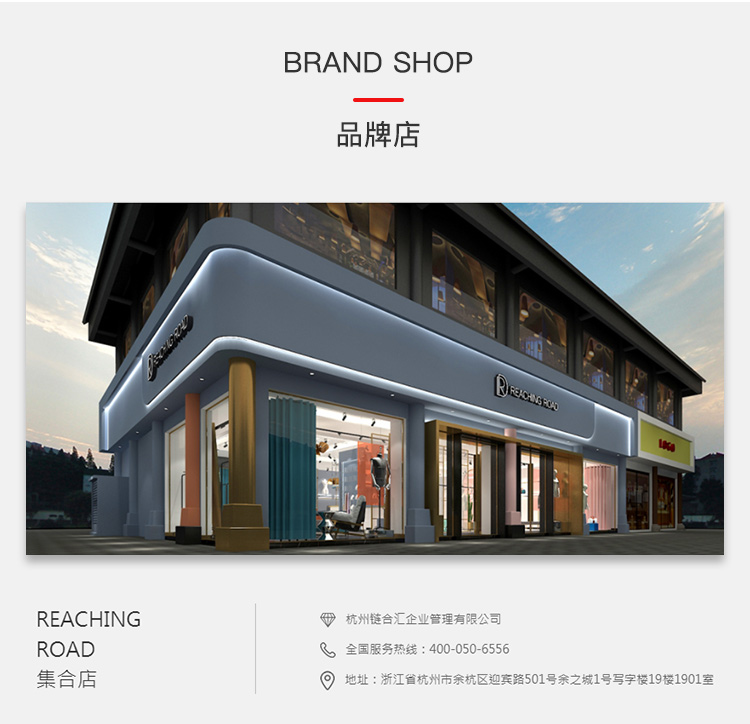 BRAND SHOP
品牌店
REACHING ROAD
R REACHING ROAD
LOGO
REACHING
ROAD
集合店
杭州链合汇企业管理有限公司
全国服务热线：400-050-6556
地址：浙江省杭州市余杭区迎宾路501号余之城1号写字楼19楼1901室